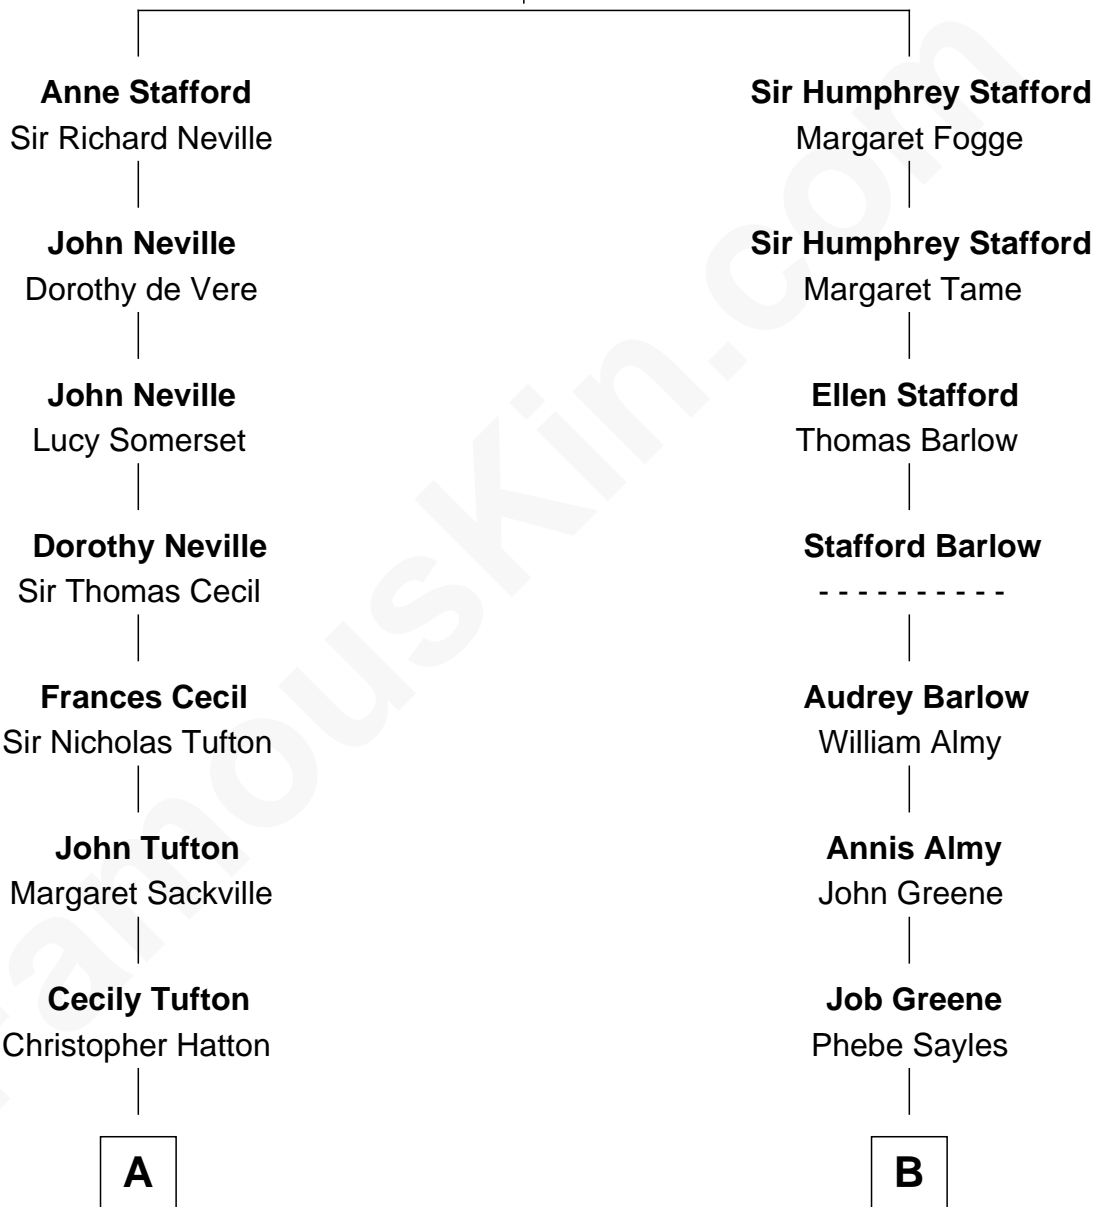 Anne Stafford
Sir Richard Neville
John Neville
Dorothy de Vere
John Neville
Lucy Somerset
Dorothy Neville
Sir Thomas Cecil
Frances Cecil
Sir Nicholas Tufton
John Tufton
Margaret Sackville
Cecily Tufton
Christopher Hatton
A
Sir Humphrey Stafford
Margaret Fogge
Sir Humphrey Stafford
Margaret Tame
Ellen Stafford
Thomas Barlow
Stafford Barlow
- - - - - - - - - -
Audrey Barlow
William Almy
Annis Almy
John Greene
Job Greene
Phebe Sayles
B
FamousKin.com